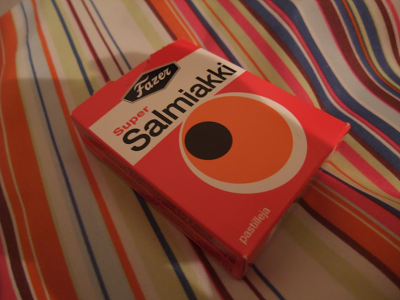 Fazer
Super
Salmiakki
pastilleja